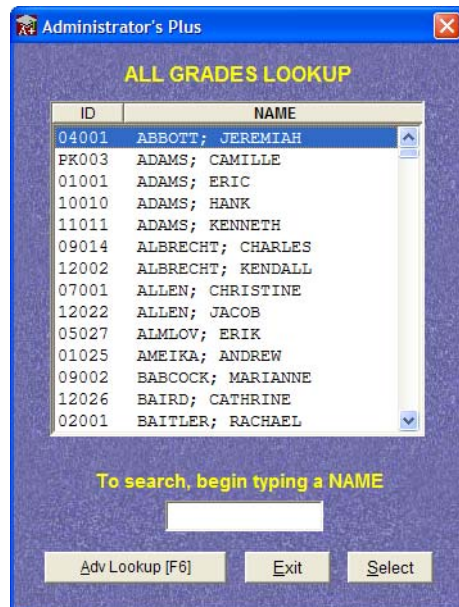 Administrator's Plus
ALL GRADES LOOKUP
ID NAME
04001 ABBOTT; JEREMIAH
PK003 ADAMS; CAMILLE
01001 ADAMS; ERIC
10010 ADAMS; HANK
11011 ADAMS; KENNETH
09014 ALBRECHT; CHARLES
12002 ALBRECHT; KENDALL
07001 ALLEN; CHRISTINE
12022 ALLEN; JACOB
05027 ALMLOV; ERIK
01025 AMEIKA; ANDREW
09002 BABCOCK; MARIANNE
12026 BAIRD; CATHRINE
02001 BAITLER; RACHAEL
To search, begin typing a NAME
Adv Lookup [F6] Exit Select